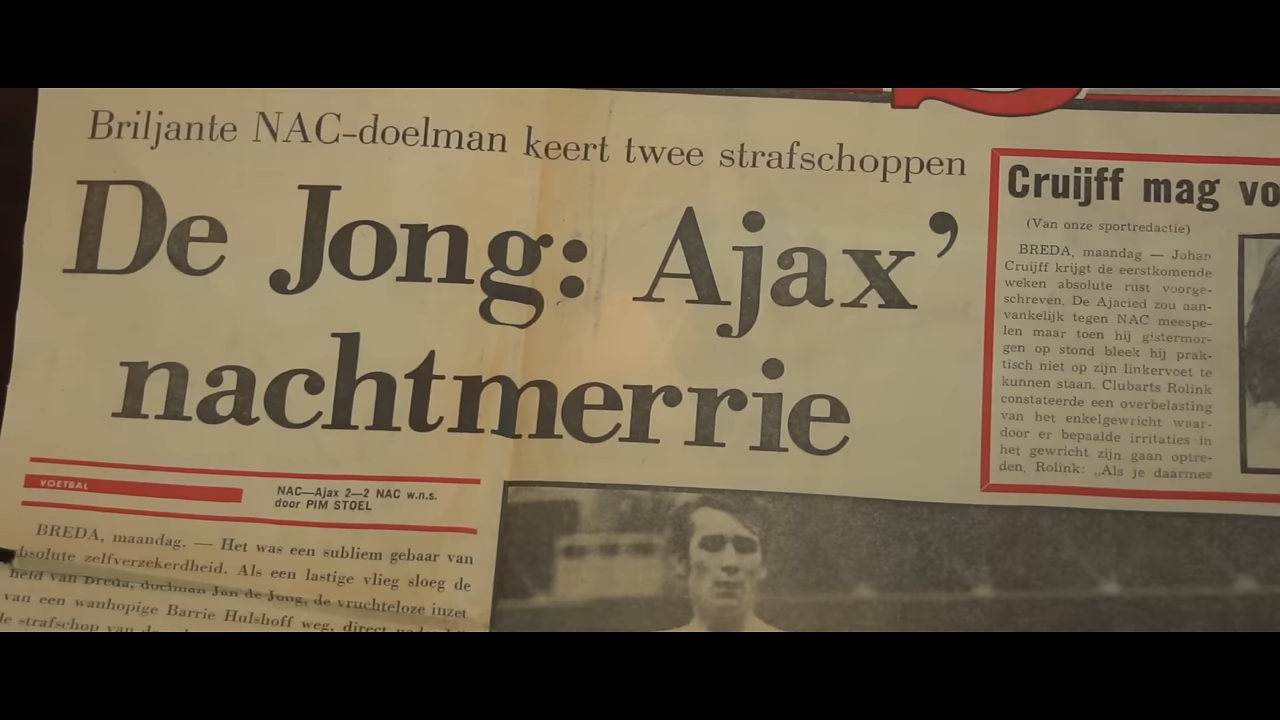 Briljante NAC-doelman keert twee strafschoppen
De Jong: Ajax’
nachtmerrie
VOETBAL
NAC—Ajax 2—2 NAC w.n.s.
door PIM STOEL
BREDA, maandag. — Het was een subliem gebaar van
absolute zelfverzekerdheid. Als een lastige vlieg sloeg de
heid van Breda, doelman Jan de Jong, de vruchteloze inzet
van een wanhopige Barrie Hulshoff weg, direct
de strafschop van
Cruijff mag vo
(Van onze sportredactie)
BREDA, maandag — Johan
Cruijff krijgt de eerstkomende
weken absolute rust voorge-
schreven. De Ajacied zou aan-
vankelijk tegen NAC meespe-
len maar toen hij gistermor-
gen op stond bleek hij prak-
tisch niet op zijn linkervoet te
kunnen staan. Clubarts Rolink
constateerde een overbelasting
van het enkelgewricht waar-
door er bepaalde irritaties in
het gewricht zijn gaan optre-
den. Rolink: „Als je daarmee